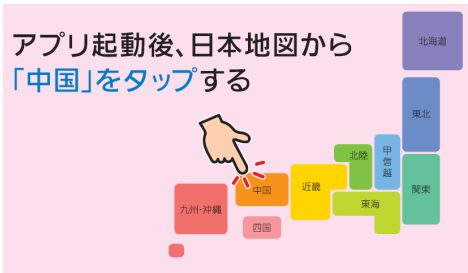 アプリ起動後、日本地図から
「中国」をタップする
北海道
東北
北陸
甲信越
関東
中国
近畿
九州・沖縄
東海
四国